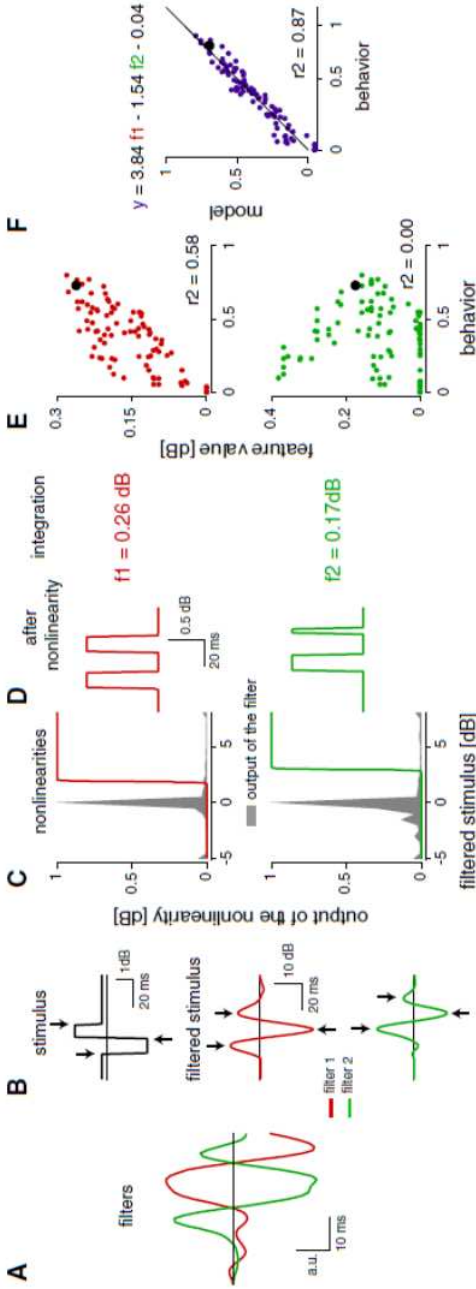 A
filters
a.u.
10 ms
B
stimulus
1dB
20 ms
filtered stimulus
10 dB
20 ms
filter 1
filter 2
C
nonlinearities
output of the nonlinearity [dB]
1
0
output of the filter
1
0
-5
0
5
filtered stimulus [dB]
D
after
nonlinearity
integration
0.5 dB
20 ms
f1 = 0.26 dB
f2 = 0.17dB
E
feature value [dB]
0.3
0.15
0
0
0.5
1
r2 = 0.58
0.4
0.2
0
0
0.5
1
r2 = 0.00
behavior
F
y = 3.84 f1 - 1.54 f2 - 0.04
model
1
0.5
0
0
0.5
1
r2 = 0.87
behavior